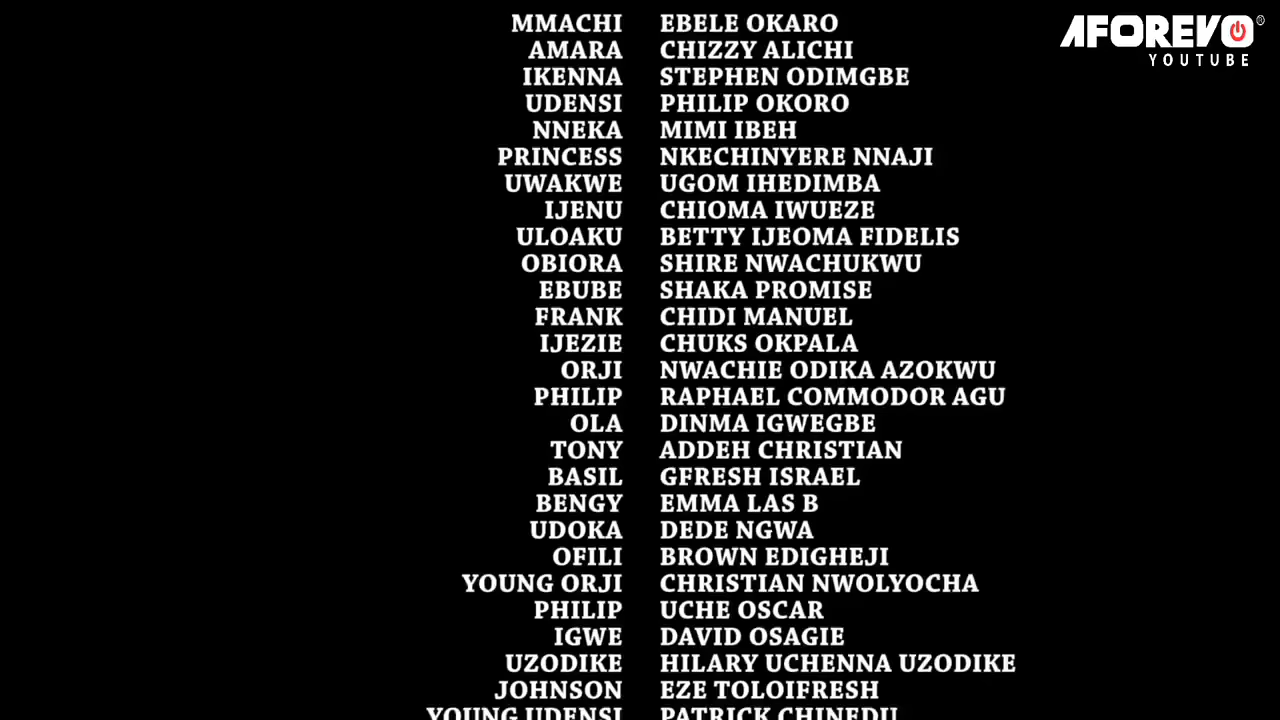 AFOREVO®
YOUTUBE
MMACHI EBELE OKARO
AMARA CHIZZY ALICHI
IKENNA STEPHEN ODIMGBE
UDENSI PHILIP OKORO
NNEKA MIMI IBEH
PRINCESS NKECHINYERE NNAJI
UWAKWE UGOM IHEDIMBA
IJENU CHIOMA IWUEZE
ULOAKU BETTY IJEOMA FIDELIS
OBIORA SHIRE NWACHUKWU
EBUBE SHAKA PROMISE
FRANK CHIDI MANUEL
IJEZIE CHUKS OKPALA
ORJI NWACHIE ODIKA AZOKWU
PHILIP RAPHAEL COMMODOR AGU
OLA DINMA IGWEGBE
TONY ADDEH CHRISTIAN
BASIL GFRESH ISRAEL
BENGY EMMA LAS B
UDOKA DEDE NGWA
OFILI BROWN EDIGHEJI
YOUNG ORJI CHRISTIAN NWOLYOCHA
PHILIP UCHE OSCAR
IGWE DAVID OSAGIE
UZODIKE HILARY UCHENNA UZODIKE
JOHNSON EZE TOLOIFRESH
YOUNG UDENSI PATRICK CHINEDU